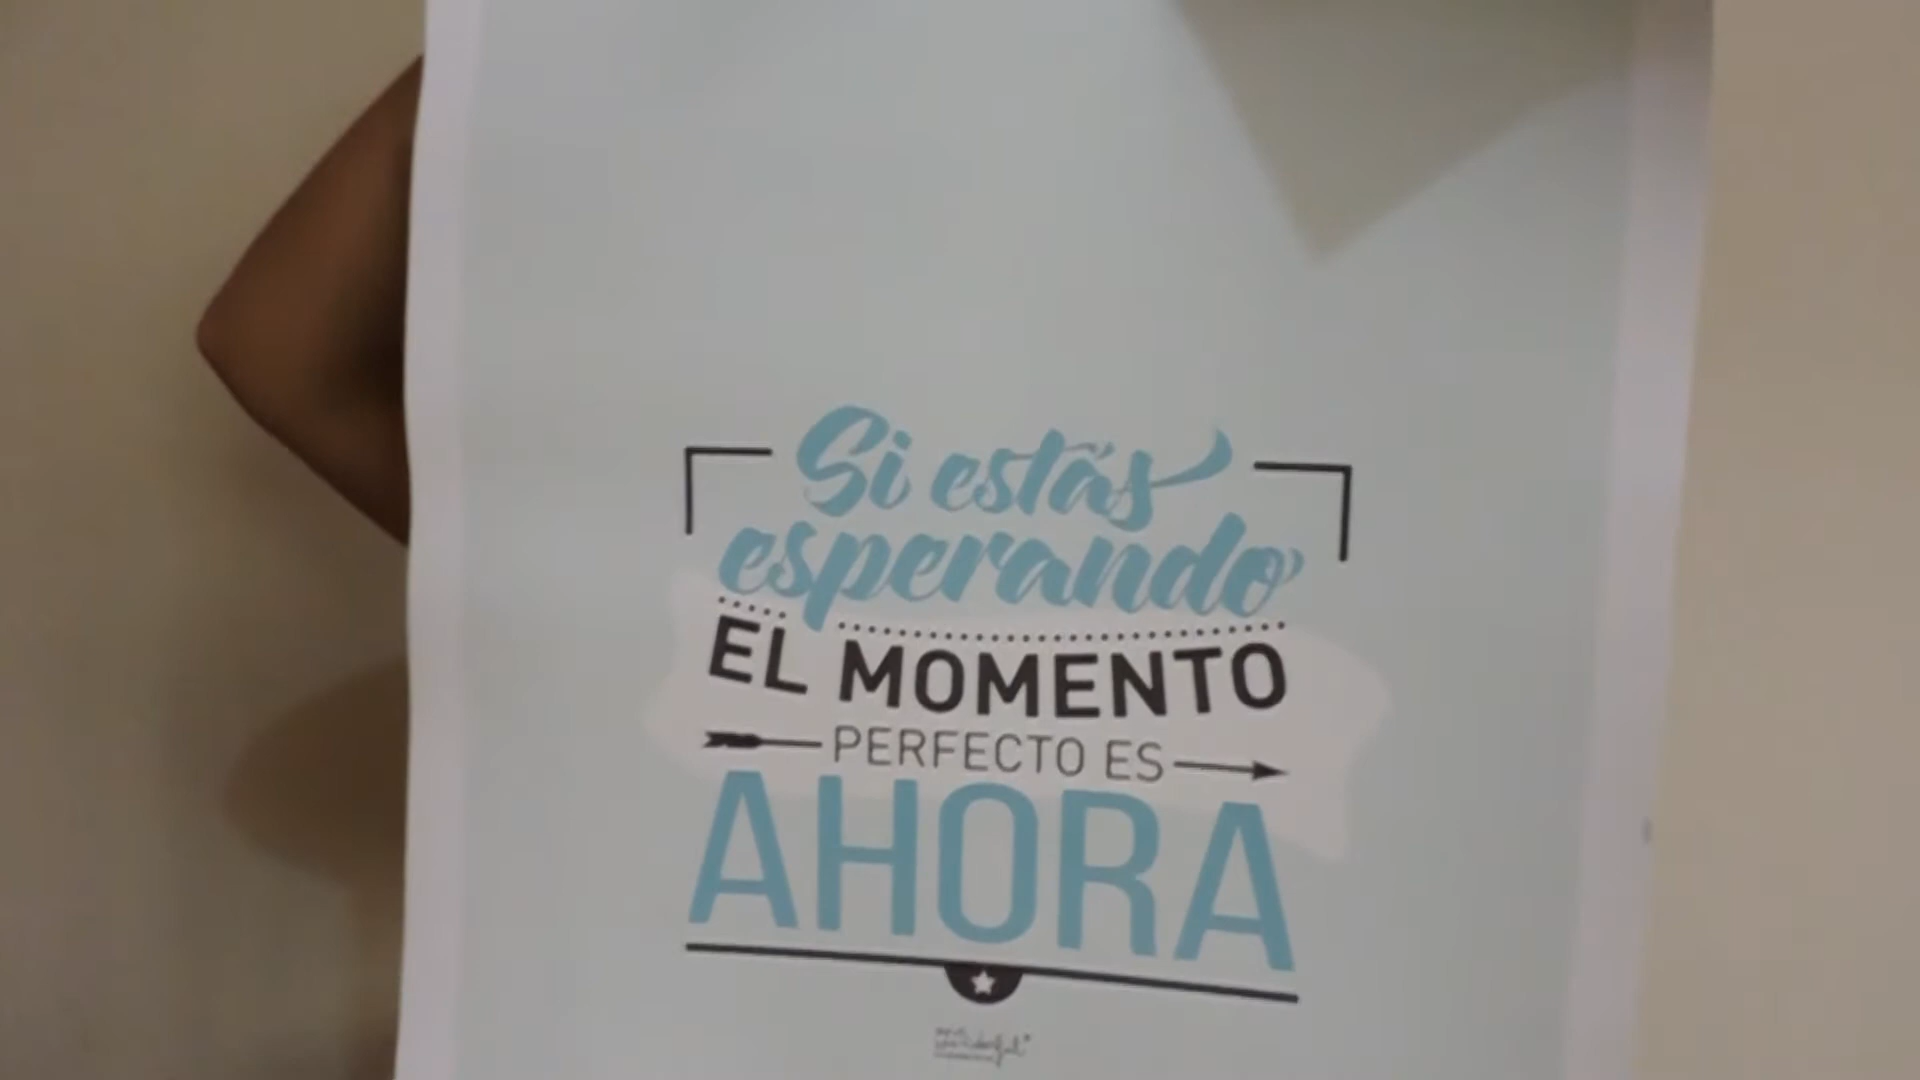 Si estás
esperando
EL MOMENTO
PERFECTO ES
AHORA